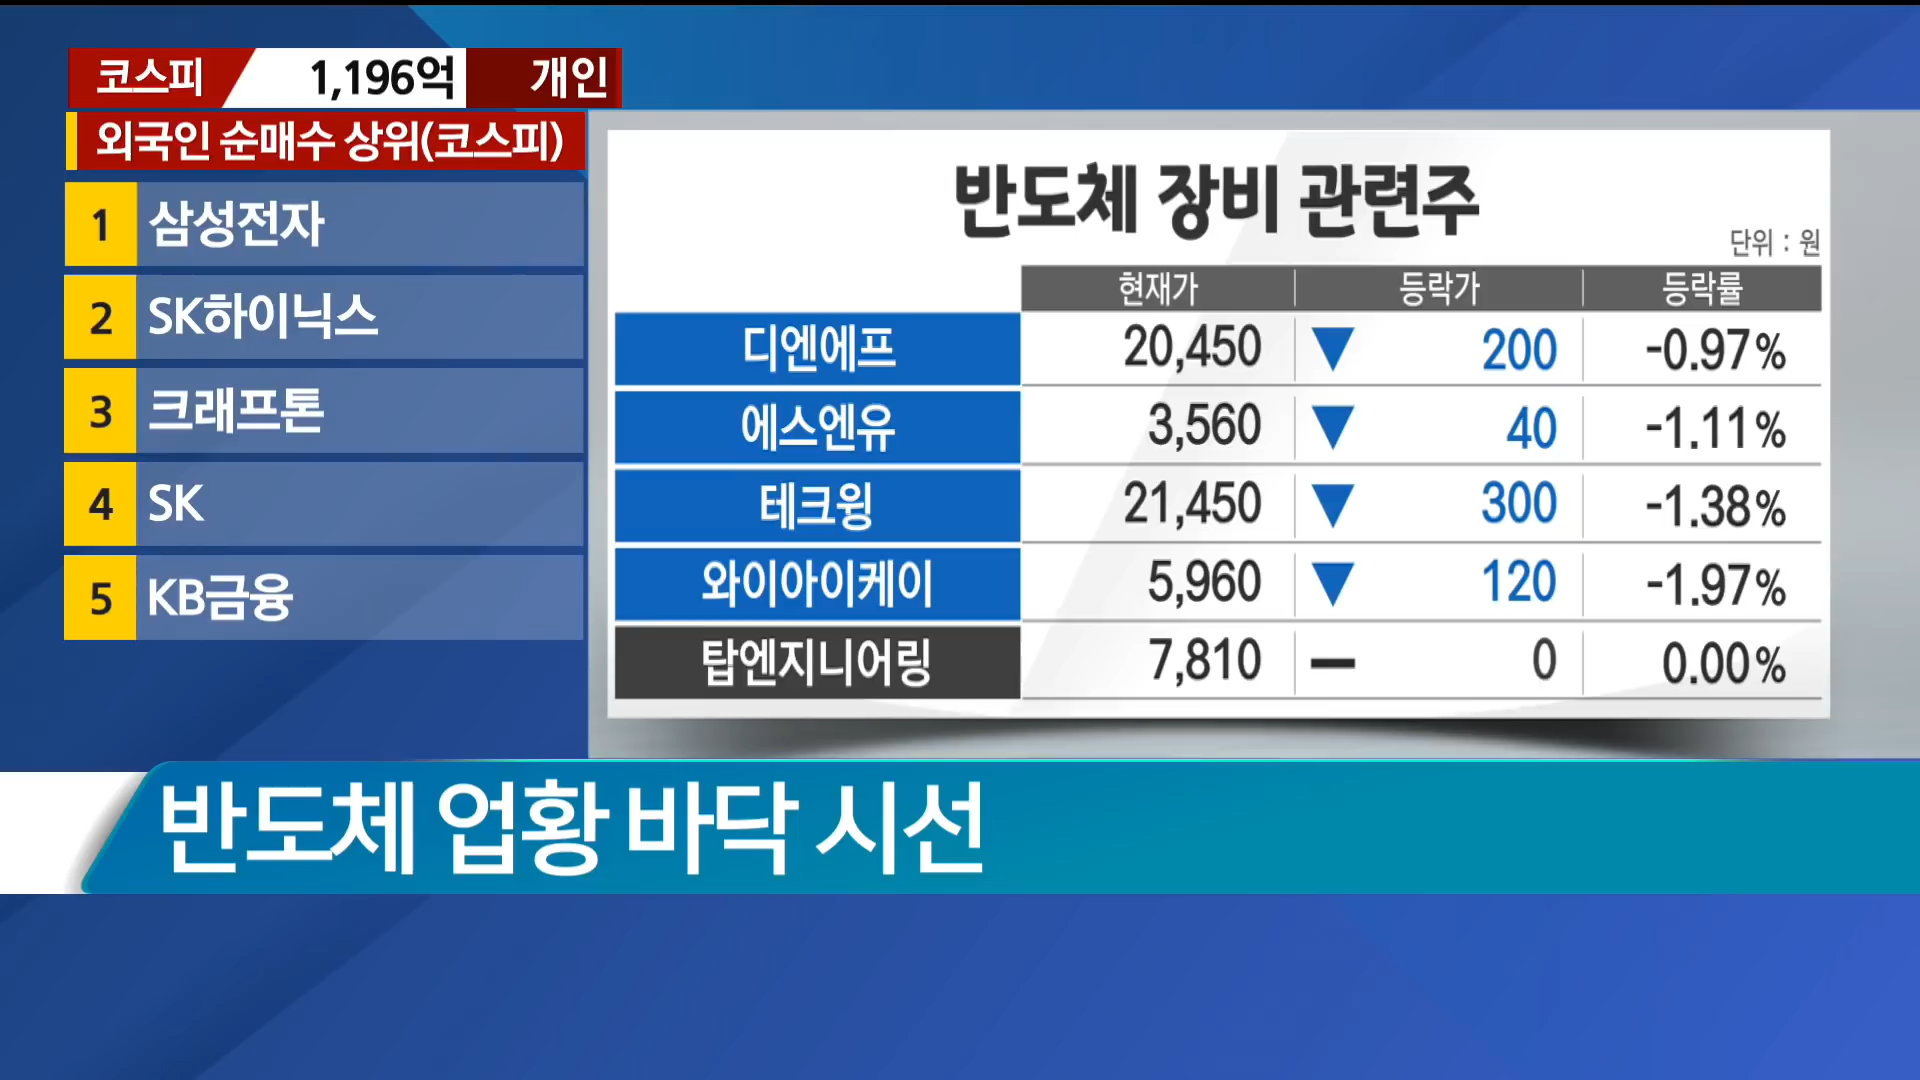 코스피 1,196억 개인
외국인 순매수 상위(코스피)
1 삼성전자
2 SK하이닉스
3 크래프톤
4 SK
5 KB금융
반도체 장비 관련주
단위 : 원
현재가 등락가 등락률
디엔에프 20,450 ▼ 200 -0.97%
에스엔유 3,560 ▼ 40 -1.11%
테크윙 21,450 ▼ 300 -1.38%
와이아이케이 5,960 ▼ 120 -1.97%
탑엔지니어링 7,810 – 0 0.00%
반도체 업황 바닥 시선